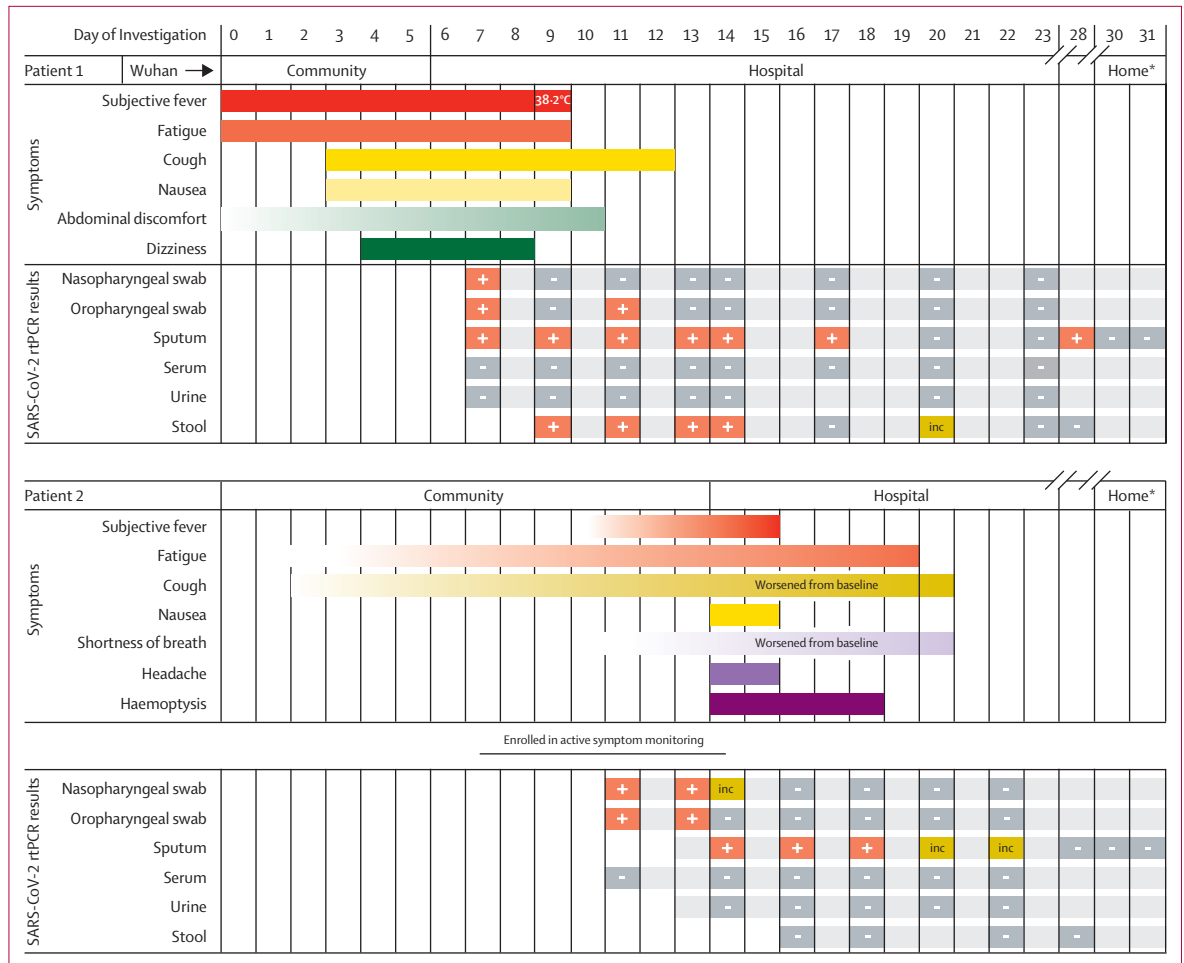 Day of Investigation 0 1 2 3 4 5 6 7 8 9 10 11 12 13 14 15 16 17 18 19 20 21 22 23 28 30 31
Patient 1 Wuhan → Community Hospital Home*
Symptoms
Subjective fever 38·2°C
Fatigue
Cough
Nausea
Abdominal discomfort
Dizziness
SARS-CoV-2 rtPCR results
Nasopharyngeal swab + - - - - - - -
Oropharyngeal swab + - + - - - - -
Sputum + + + + + + - - + - -
Serum - - - - - - - -
Urine - - - - - - -
Stool + + + + - inc - -
Patient 2 Community Hospital Home*
Symptoms
Subjective fever
Fatigue
Cough Worsened from baseline
Nausea
Shortness of breath Worsened from baseline
Headache
Haemoptysis
Enrolled in active symptom monitoring
SARS-CoV-2 rtPCR results
Nasopharyngeal swab + + inc - - - -
Oropharyngeal swab + + - - - - -
Sputum + + + inc inc - - -
Serum - - - - - -
Urine - - - - -
Stool - - - -